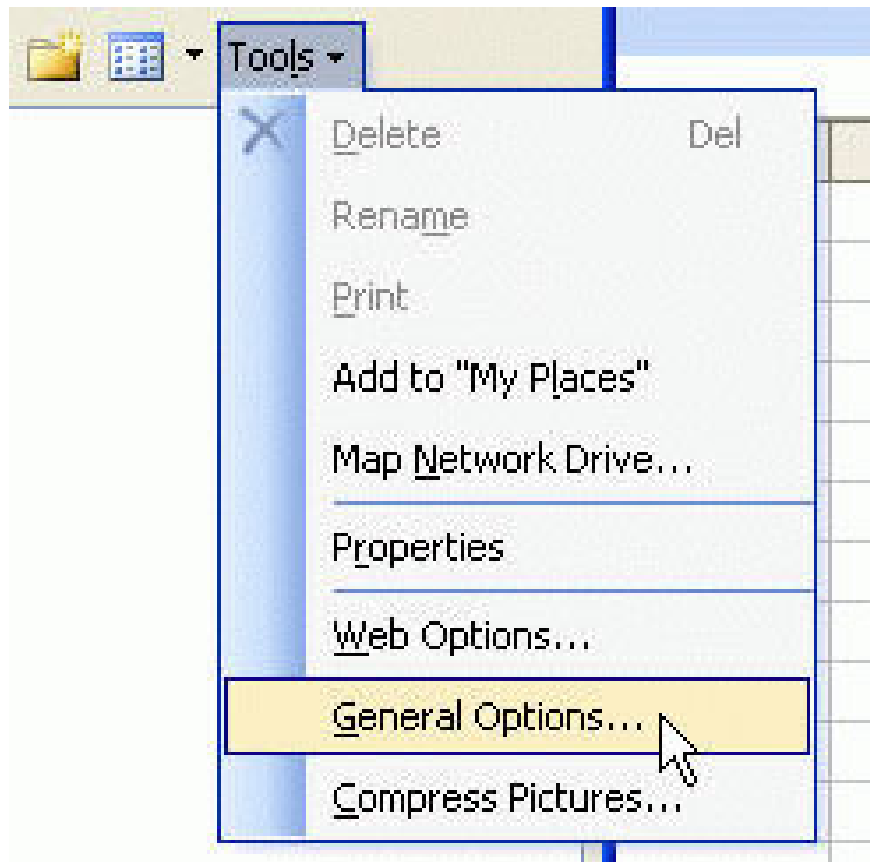 Tools
Delete Del
Rename
Print
Add to "My Places"
Map Network Drive...
Properties
Web Options...
General Options...
Compress Pictures...